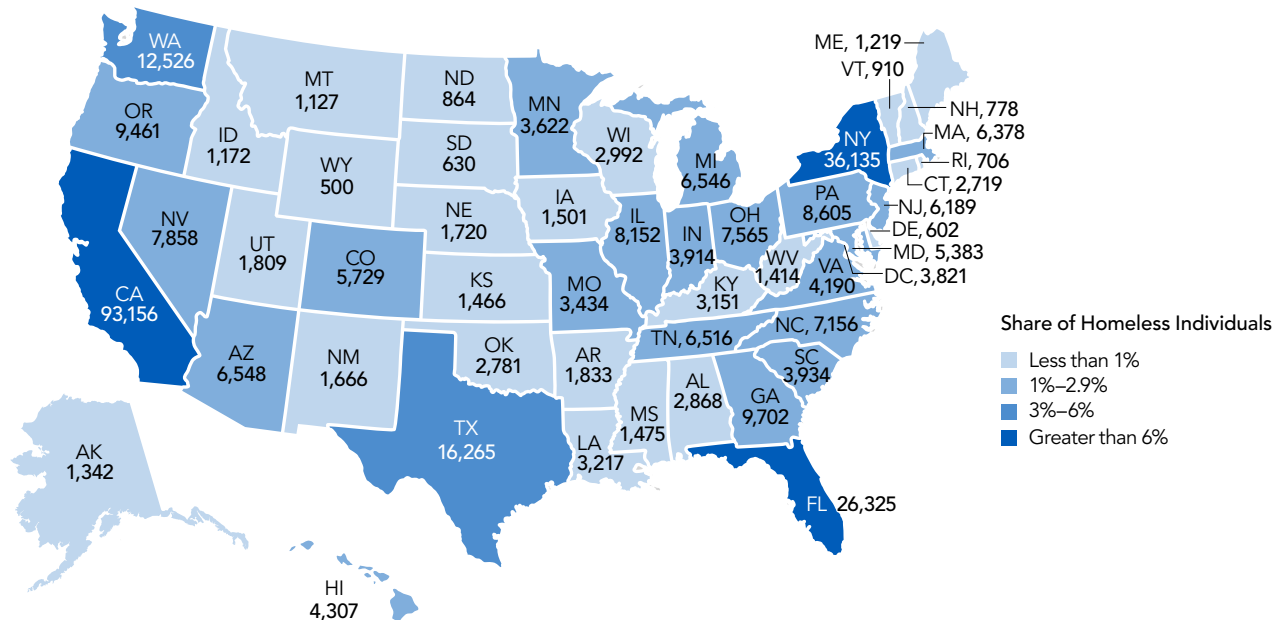 WA
12,526
OR
9,461
CA
93,156
NV
7,858
ID
1,172
MT
1,127
WY
500
UT
1,809
AZ
6,548
CO
5,729
NM
1,666
ND
864
SD
630
NE
1,720
KS
1,466
OK
2,781
TX
16,265
MN
3,622
IA
1,501
MO
3,434
AR
1,833
LA
3,217
WI
2,992
IL
8,152
MI
6,546
IN
3,914
OH
7,565
KY
3,151
TN, 6,516
MS
1,475
AL
2,868
GA
9,702
FL 26,325
SC
3,934
NC, 7,156
VA
4,190
WV
1,414
PA
8,605
NY
36,135
ME, 1,219
VT, 910
NH, 778
MA, 6,378
RI, 706
CT, 2,719
NJ, 6,189
DE, 602
MD, 5,383
DC, 3,821
AK
1,342
HI
4,307
Share of Homeless Individuals
Less than 1%
1%–2.9%
3%–6%
Greater than 6%